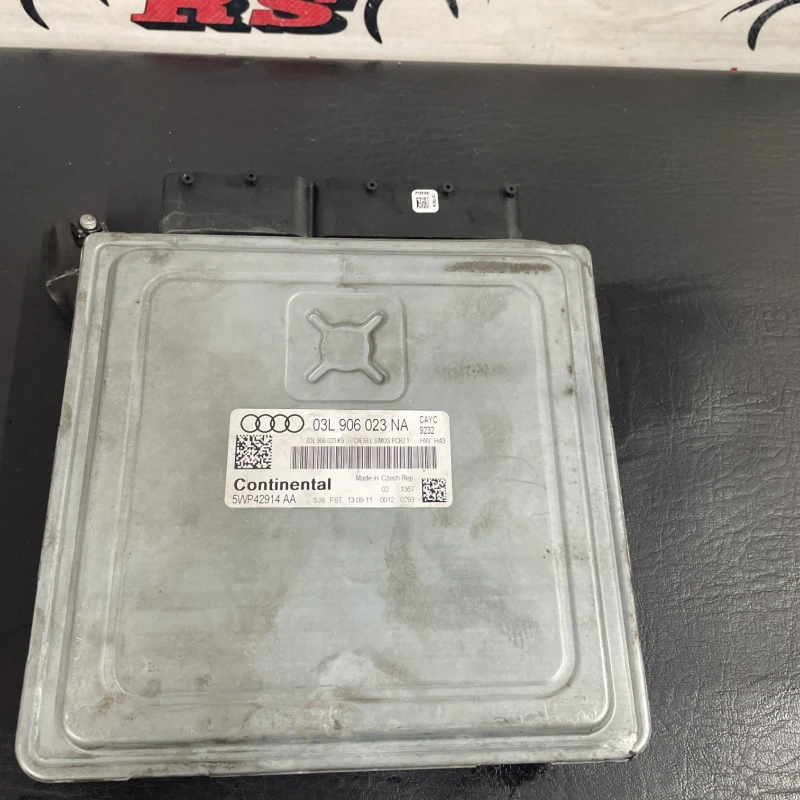 RS
03L 906 023 NA
CAYC
9232
03L 906 023 KS DIESEL SIMOS PCR2.1 HW: H43
Continental
Made in: Czech Rep.
02 1367
5WP42914 AA
SJ8 FST 13.09.11 0012 0293